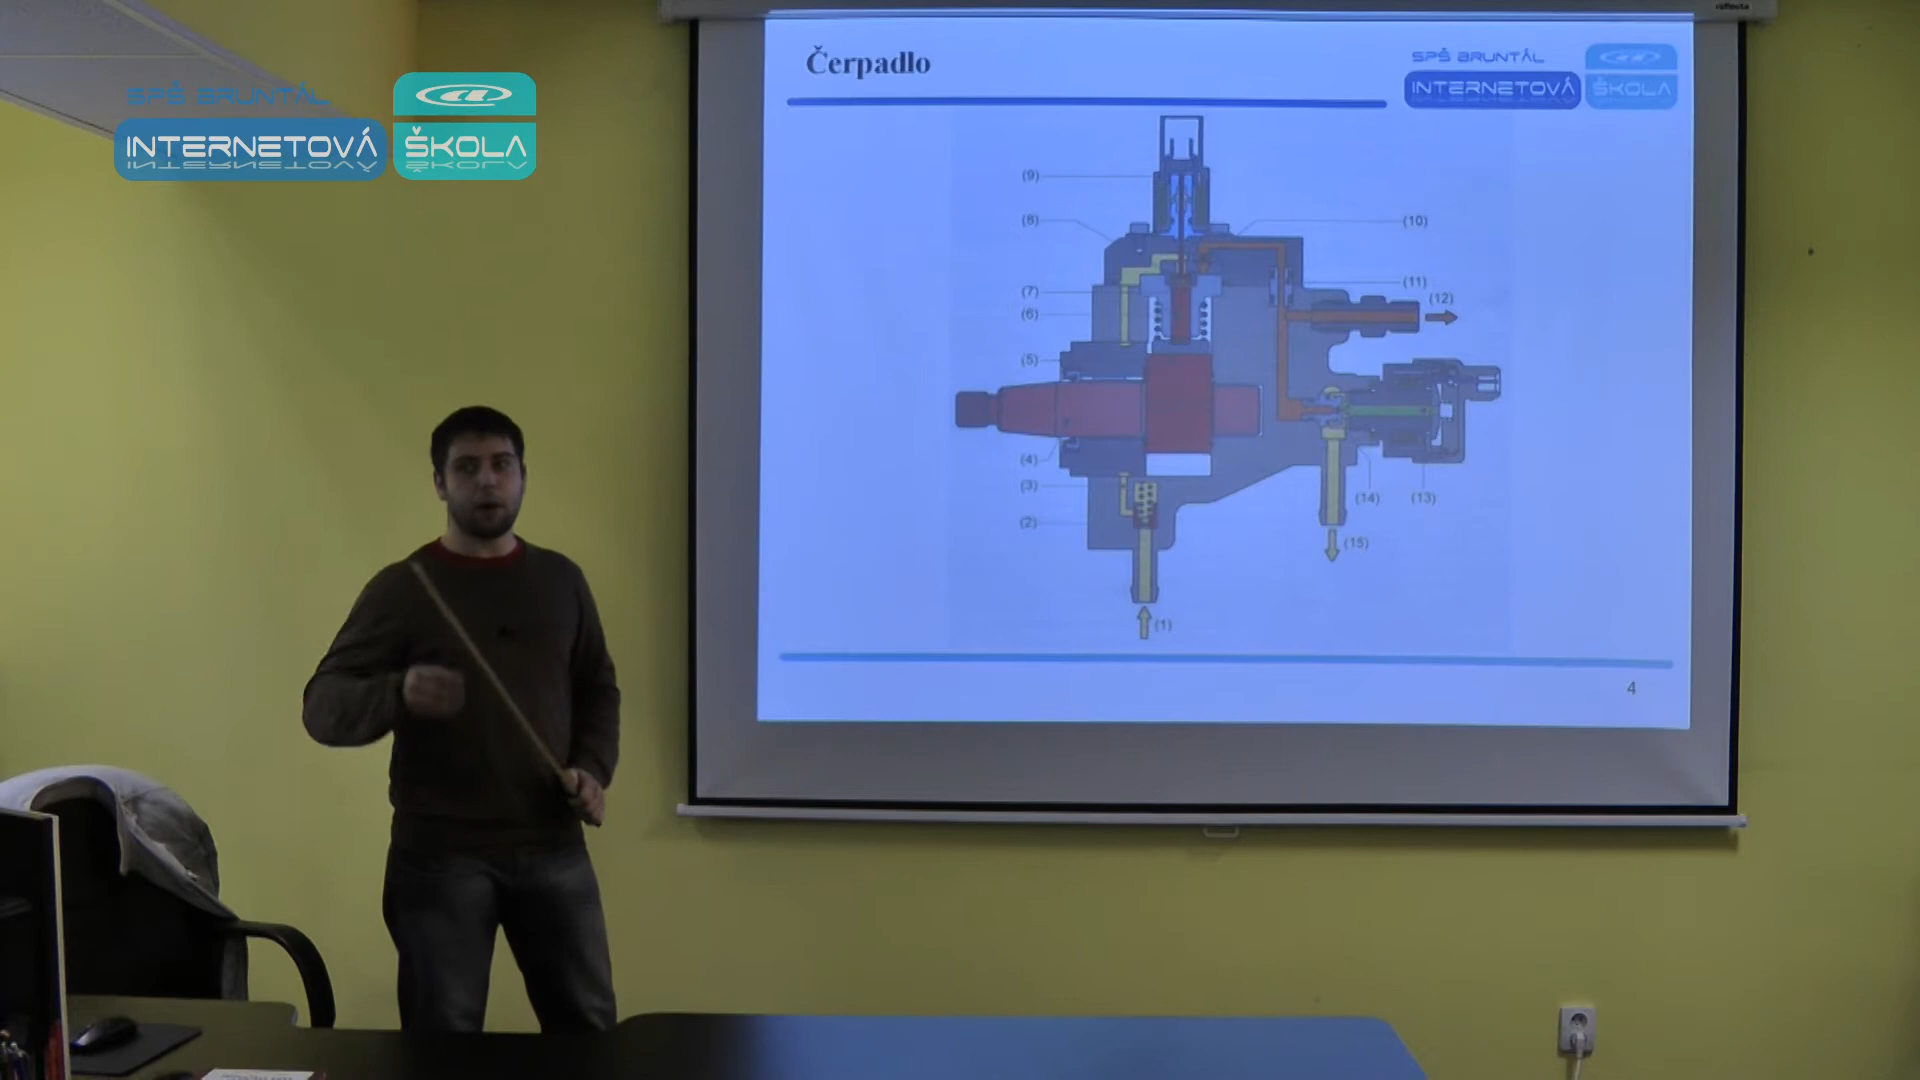 SPŠ BRUNTÁL
INTERNETOVÁ ŠKOLA
reflecta
Čerpadlo
SPŠ BRUNTÁL
INTERNETOVÁ ŠKOLA
(9)
(8)
(10)
(7)
(11)
(6)
(12)
(5)
(4)
(3)
(14)
(13)
(2)
(15)
(1)
4